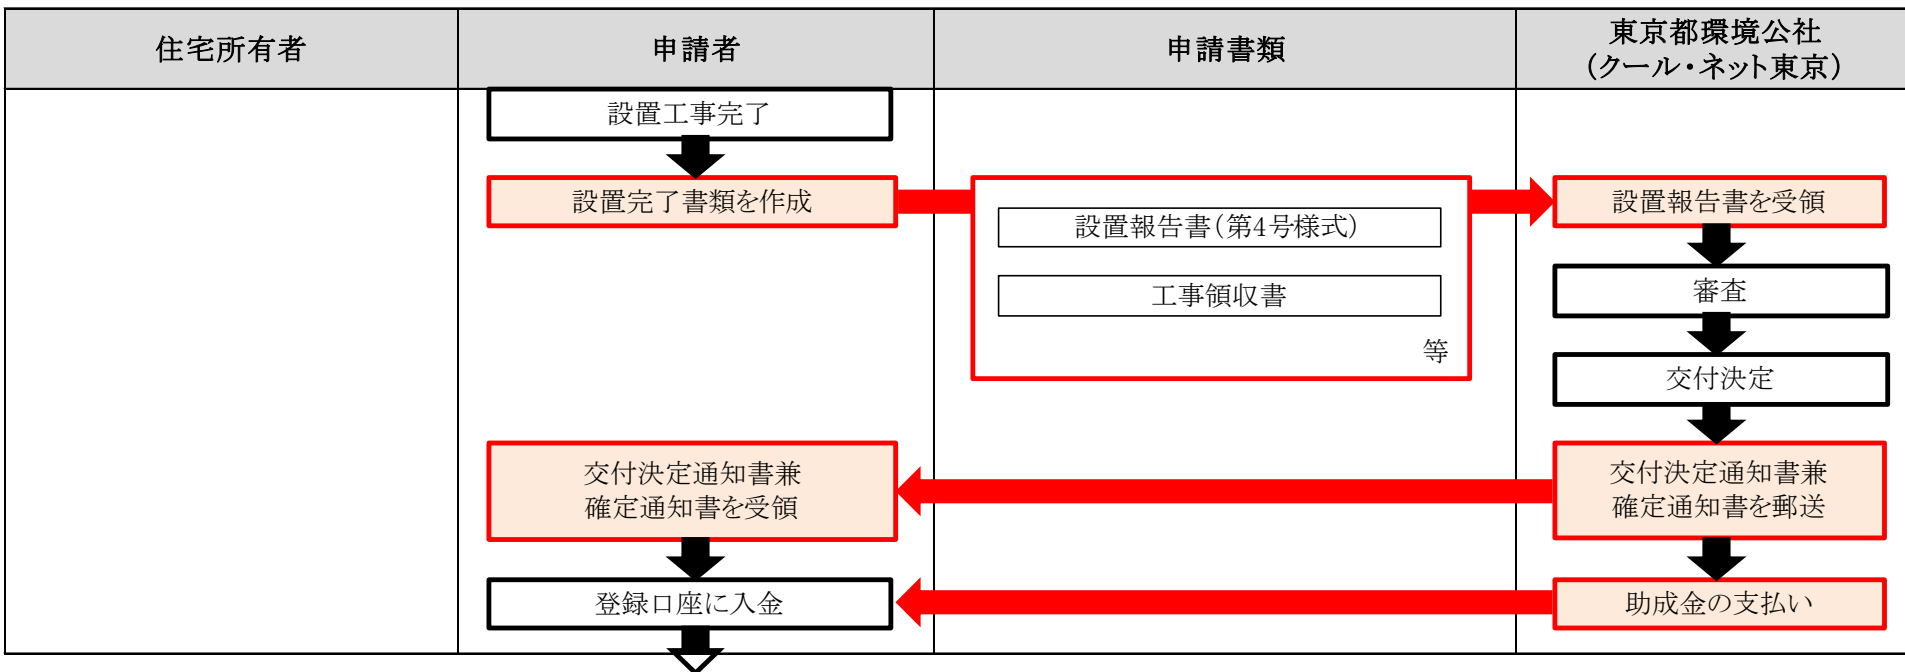 住宅所有者
申請者
申請書類
東京都環境公社
(クール・ネット東京)
設置工事完了
設置完了書類を作成
設置報告書(第4号様式)
工事領収書
等
設置報告書を受領
審査
交付決定
交付決定通知書兼
確定通知書を受領
交付決定通知書兼
確定通知書を郵送
登録口座に入金
助成金の支払い